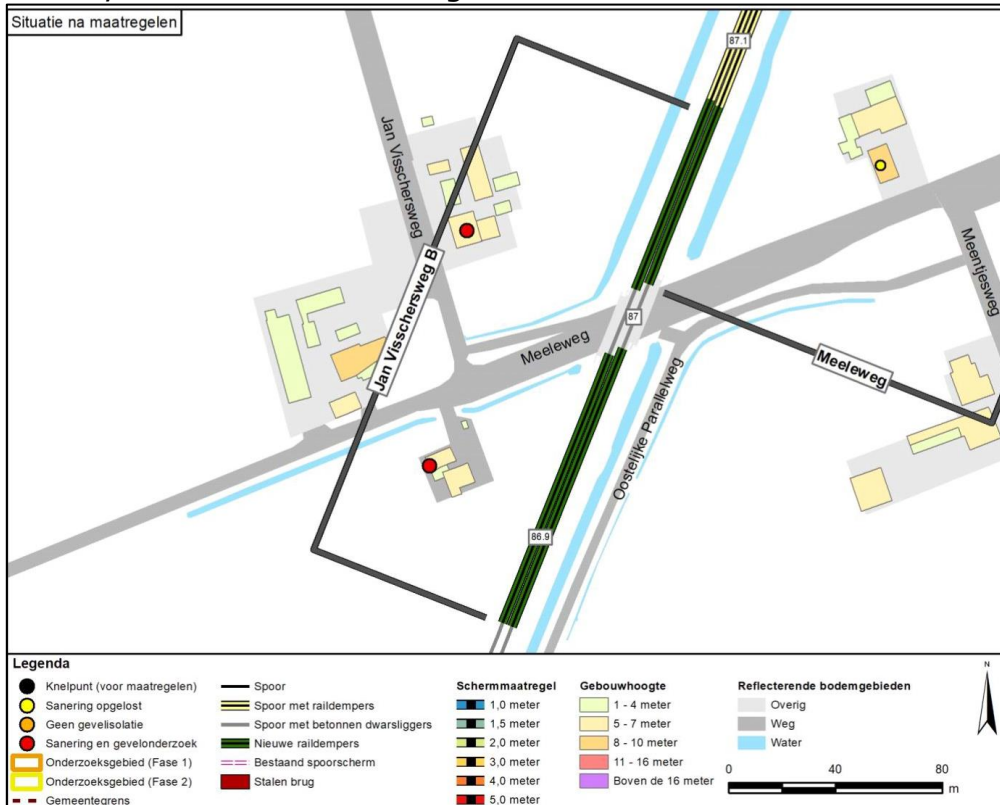 Situatie na maatregelen
87.1
Jan Visschersweg
Jan Visschersweg B
Meentjesweg
87
Meeleweg
Meeleweg
Oostelijke Parallelweg
86.9
Legenda
Knelpunt (voor maatregelen)
Sanering opgelost
Geen gevelisolatie
Sanering en gevelonderzoek
Onderzoeksgebied (Fase 1)
Onderzoeksgebied (Fase 2)
Gemeentegrens
Spoor
Spoor met raildempers
Spoor met betonnen dwarsliggers
Nieuwe raildempers
Bestaand spoorscherm
Stalen brug
Schermmaatregel
1,0 meter
1,5 meter
2,0 meter
3,0 meter
4,0 meter
5,0 meter
Gebouwhoogte
1 - 4 meter
5 - 7 meter
8 - 10 meter
11 - 16 meter
Boven de 16 meter
Reflecterende bodemgebieden
Overig
Weg
Water
N
0 40 80
m